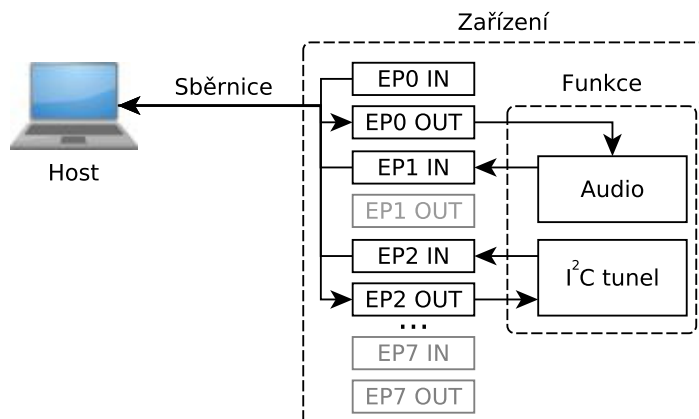 Zařízení
EP0 IN
Sběrnice
Funkce
EP0 OUT
Host
EP1 IN
Audio
EP1 OUT
EP2 IN
I²C tunel
EP2 OUT
...
EP7 IN
EP7 OUT